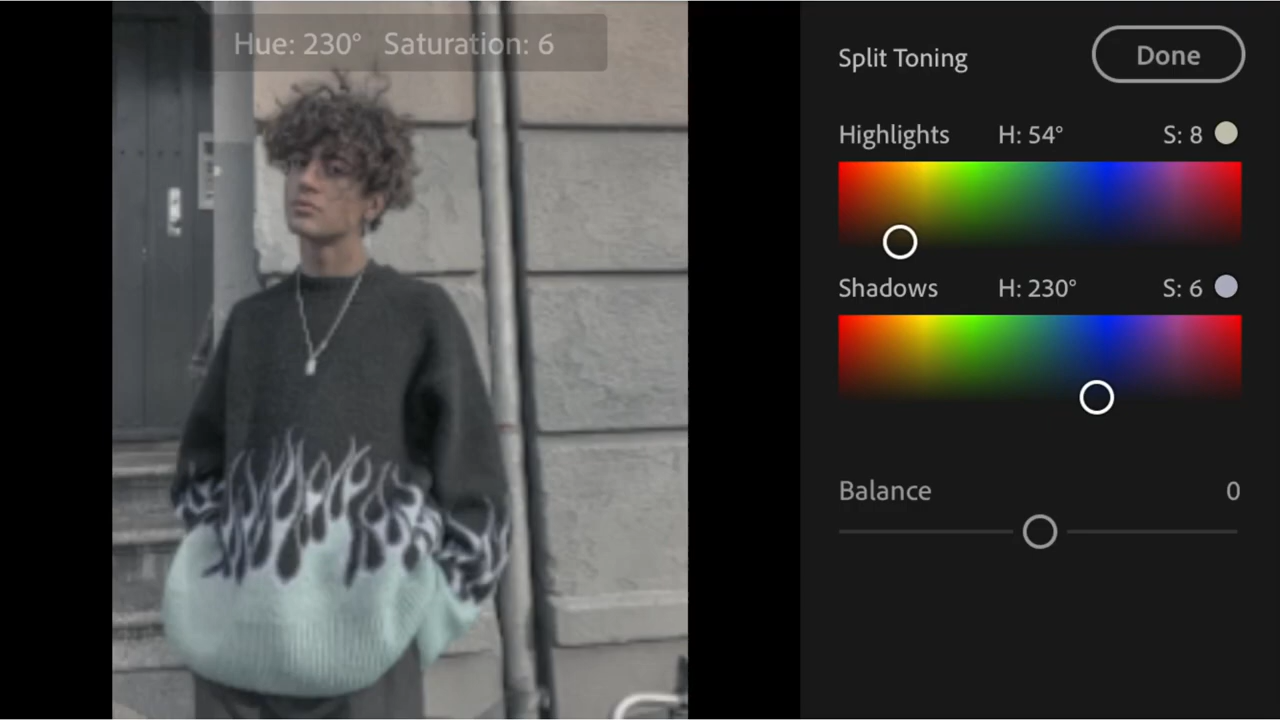 Hue: 230° Saturation: 6
Split Toning
Done
Highlights H: 54° S: 8
Shadows H: 230° S: 6
Balance 0